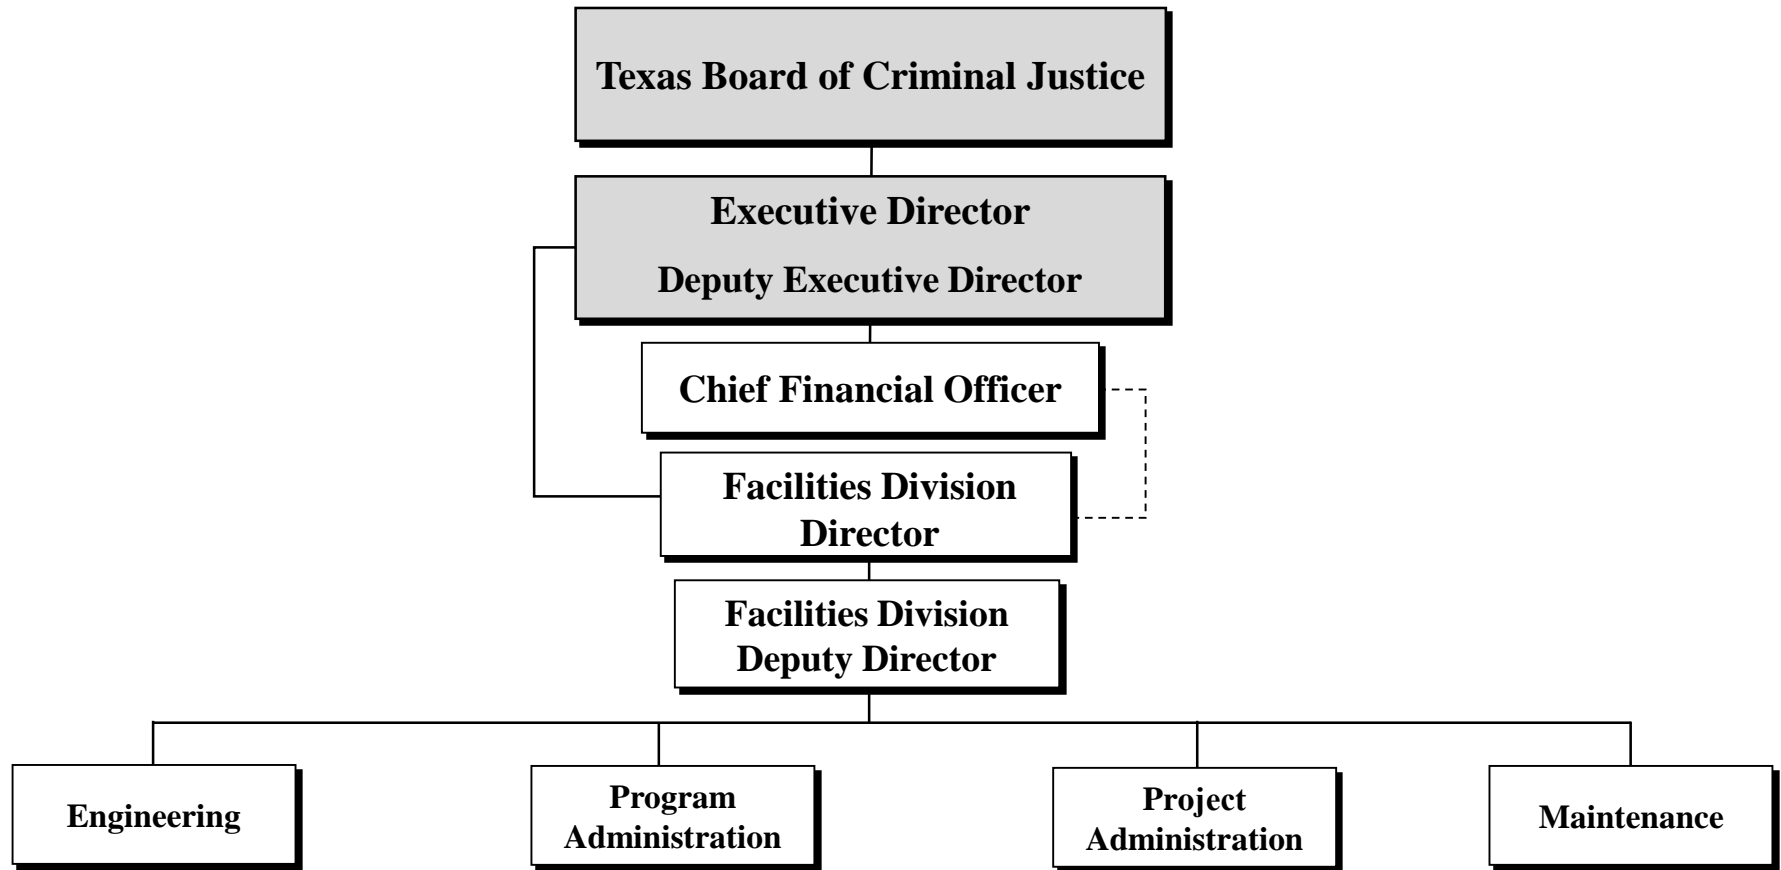 Texas Board of Criminal Justice
Executive Director
Deputy Executive Director
Chief Financial Officer
Facilities Division
Director
Facilities Division
Deputy Director
Engineering
Program
Administration
Project
Administration
Maintenance